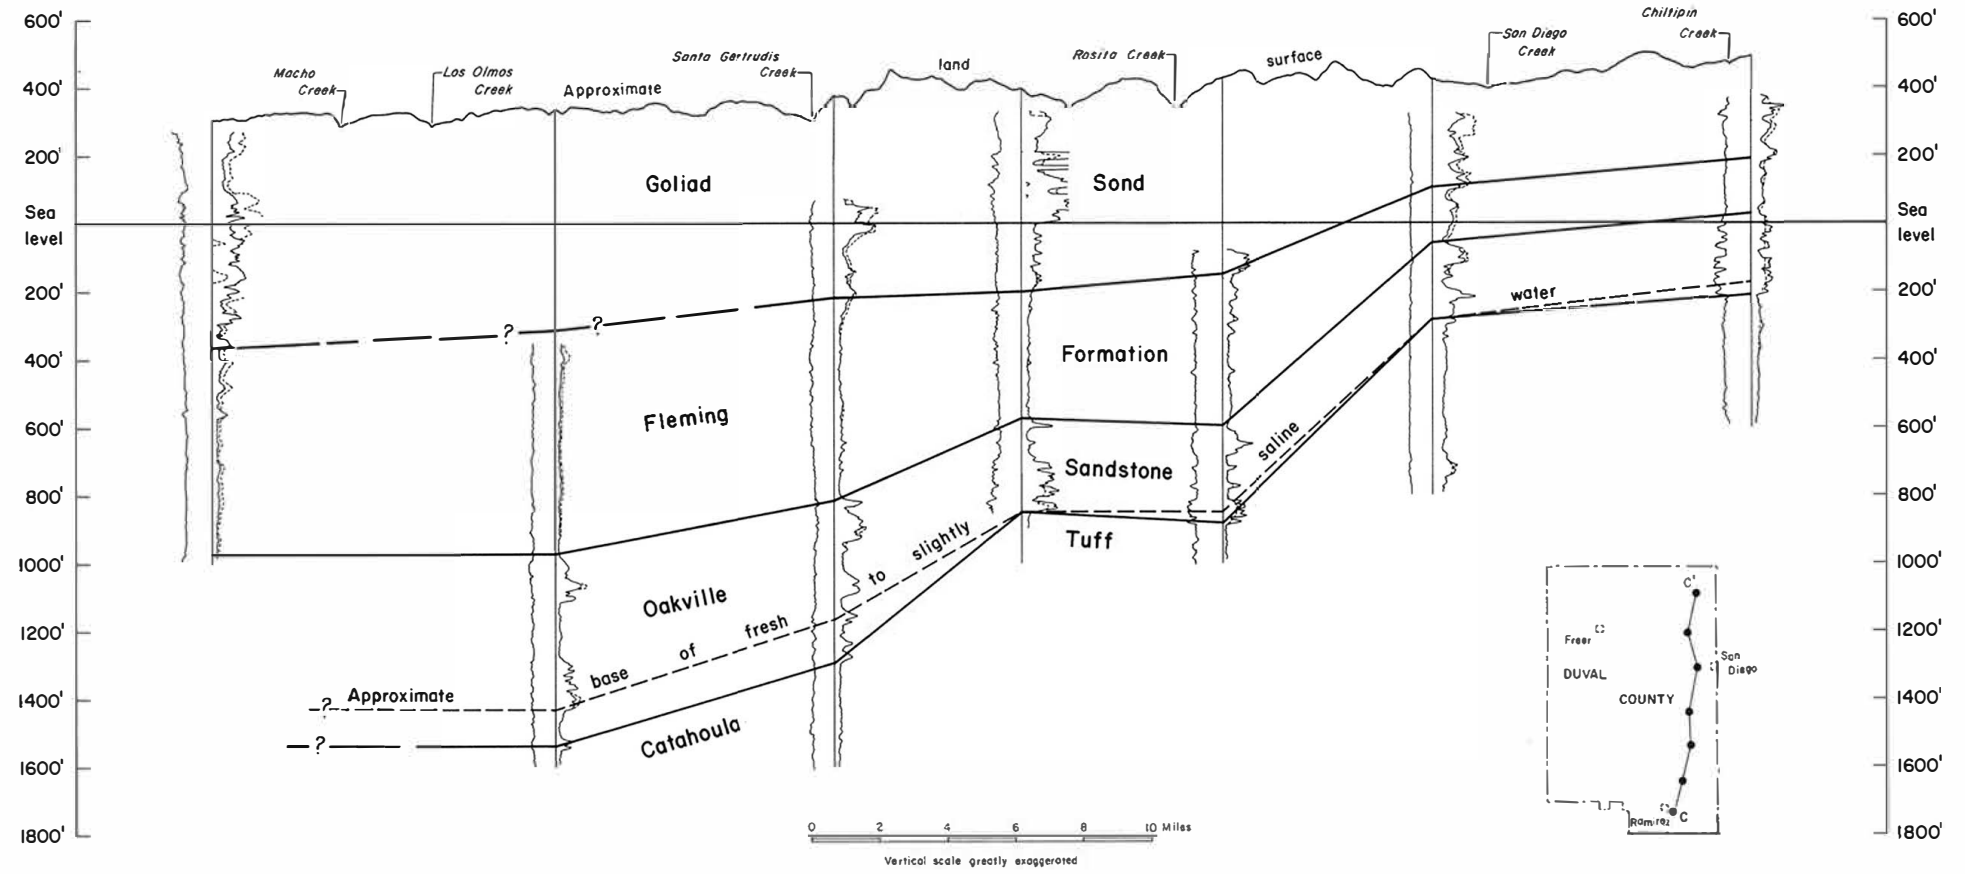 600'
400'
200'
Sea
level
200'
400'
600'
800'
1000'
1200'
1400'
1600'
1800'
Macho
Creek
Los Olmos
Creek
Approximate
Santa Gertrudis
Creek
land
Rosita Creek
surface
San Diego
Creek
Chiltipin
Creek
Goliad Sand
? ?
Fleming Formation
Oakville Sandstone
Catahoula Tuff
? Approximate base of fresh to slightly saline water
?
0 2 4 6 8 10 Miles
Vertical scale greatly exaggerated
600'
400'
200'
Sea
level
200'
400'
600'
800'
1000'
1200'
1400'
1600'
1800'
C'
Freer
San
Diego
DUVAL
COUNTY
Ramirez C